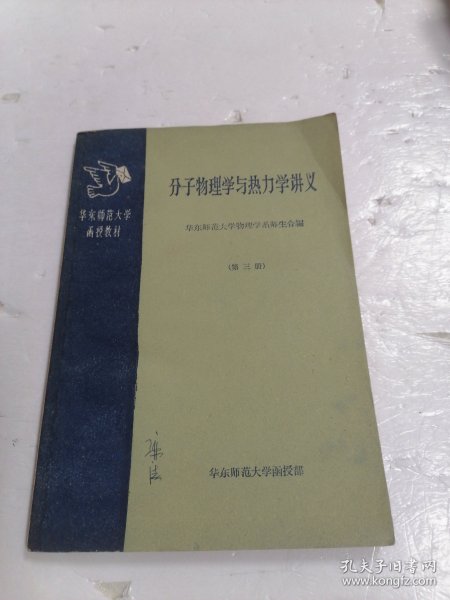 华东师范大学
函授教材
分子物理学与热力学讲义
华东师范大学物理学系师生合編
(第三册)
华东师范大学函授部
孔夫子旧书网
www.kongfz.com